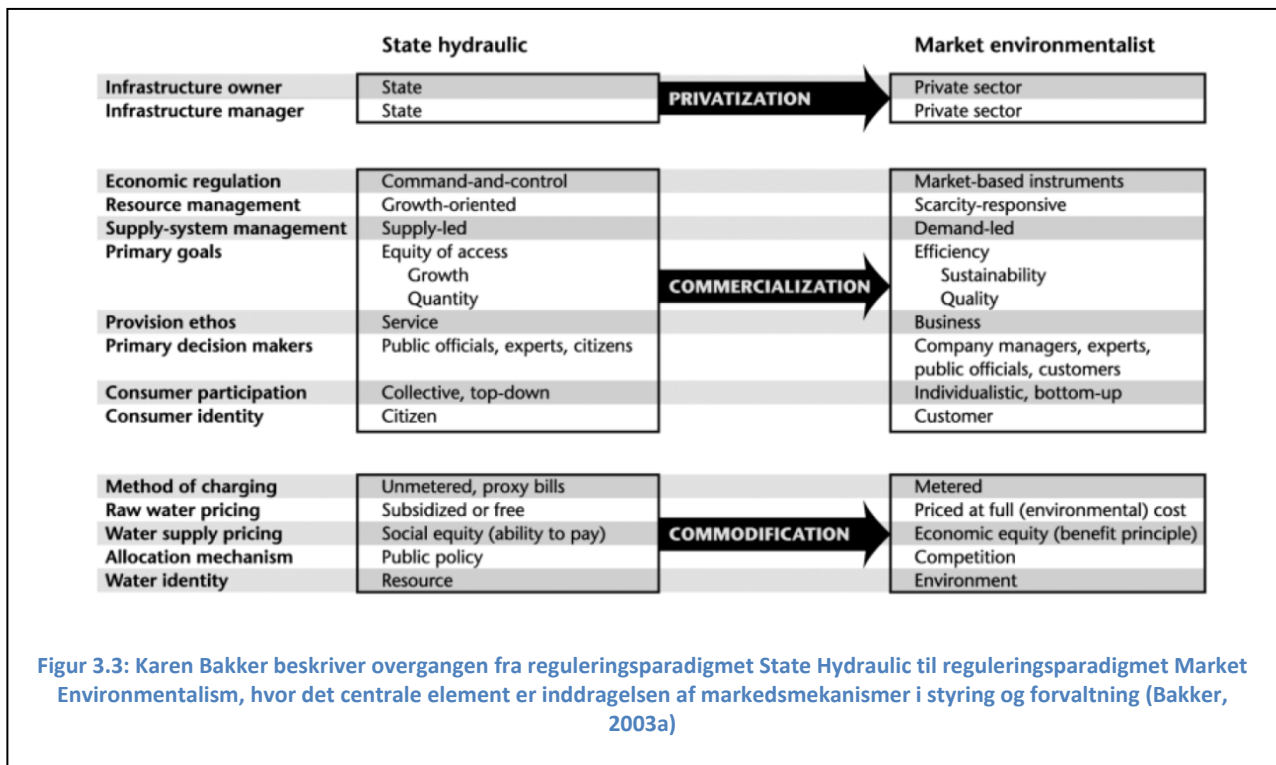 State hydraulic Market environmentalist
Infrastructure owner State Private sector
PRIVATIZATION
Infrastructure manager State Private sector
Economic regulation Command-and-control Market-based instruments
Resource management Growth-oriented Scarcity-responsive
Supply-system management Supply-led Demand-led
Primary goals Equity of access Efficiency
Growth Sustainability
COMMERCIALIZATION
Quantity Quality
Provision ethos Service Business
Primary decision makers Public officials, experts, citizens Company managers, experts,
public officials, customers
Consumer participation Collective, top-down Individualistic, bottom-up
Consumer identity Citizen Customer
Method of charging Unmetered, proxy bills Metered
Raw water pricing Subsidized or free Priced at full (environmental) cost
Water supply pricing Social equity (ability to pay) COMMODIFICATION Economic equity (benefit principle)
Allocation mechanism Public policy Competition
Water identity Resource Environment
Figur 3.3: Karen Bakker beskriver overgangen fra reguleringsparadigmet State Hydraulic til reguleringsparadigmet Market
Environmentalism, hvor det centrale element er inddragelsen af markedsmekanismer i styring og forvaltning (Bakker,
2003a)